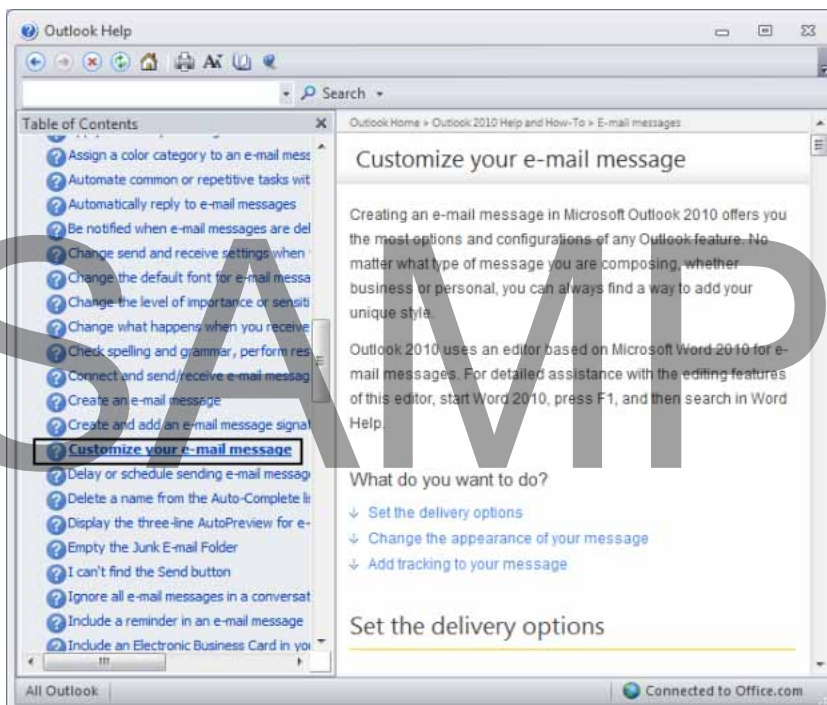 Outlook Help
Search
Table of Contents
Assign a color category to an e-mail mess
Automate common or repetitive tasks wit
Automatically reply to e-mail messages
Be notified when e-mail messages are del
Change send and receive settings when
Change the default font for e-mail messa
Change the level of importance or sensiti
Change what happens when you receive
Check spelling and grammar, perform res
Connect and send/receive e-mail messag
Create an e-mail message
Create and add an e-mail message signat
Customize your e-mail message
Delay or schedule sending e-mail messag
Delete a name from the Auto-Complete li
Display the three-line AutoPreview for e-
Empty the Junk E-mail Folder
I can't find the Send button
Ignore all e-mail messages in a conversat
Include a reminder in an e-mail message
Include an Electronic Business Card in you
Outlook Home > Outlook 2010 Help and How-To > E-mail messages
Customize your e-mail message
Creating an e-mail message in Microsoft Outlook 2010 offers you
the most options and configurations of any Outlook feature. No
matter what type of message you are composing, whether
business or personal, you can always find a way to add your
unique style.
Outlook 2010 uses an editor based on Microsoft Word 2010 for e-
mail messages. For detailed assistance with the editing features
of this editor, start Word 2010, press F1, and then search in Word
Help.
What do you want to do?
Set the delivery options
Change the appearance of your message
Add tracking to your message
Set the delivery options
All Outlook
Connected to Office.com
SAMP